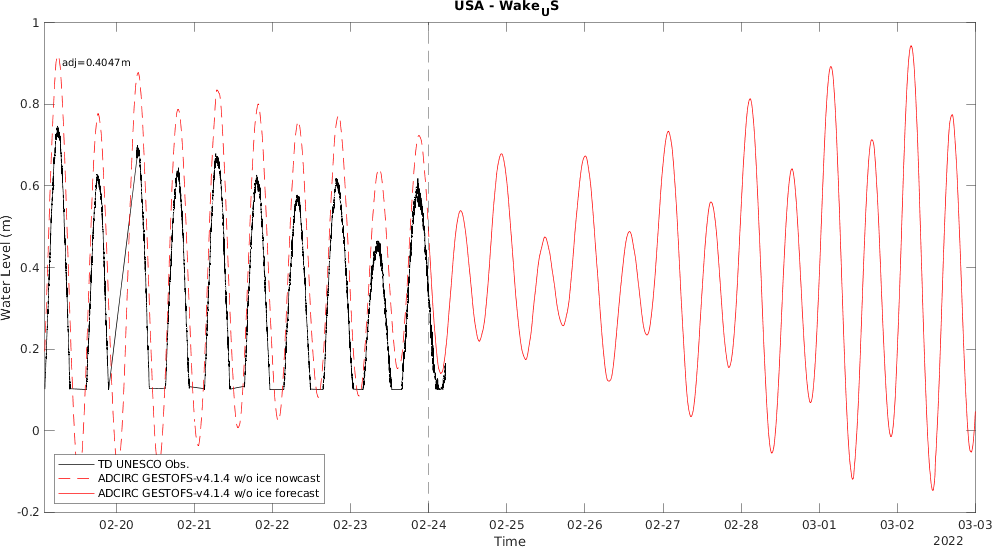 USA - Wake_US
adj=0.4047m
1
0.8
0.6
0.4
0.2
0
-0.2
Water Level (m)
TD UNESCO Obs.
ADCIRC GESTOFS-v4.1.4 w/o ice nowcast
ADCIRC GESTOFS-v4.1.4 w/o ice forecast
02-20 02-21 02-22 02-23 02-24 02-25 02-26 02-27 02-28 03-01 03-02 03-03
Time
2022